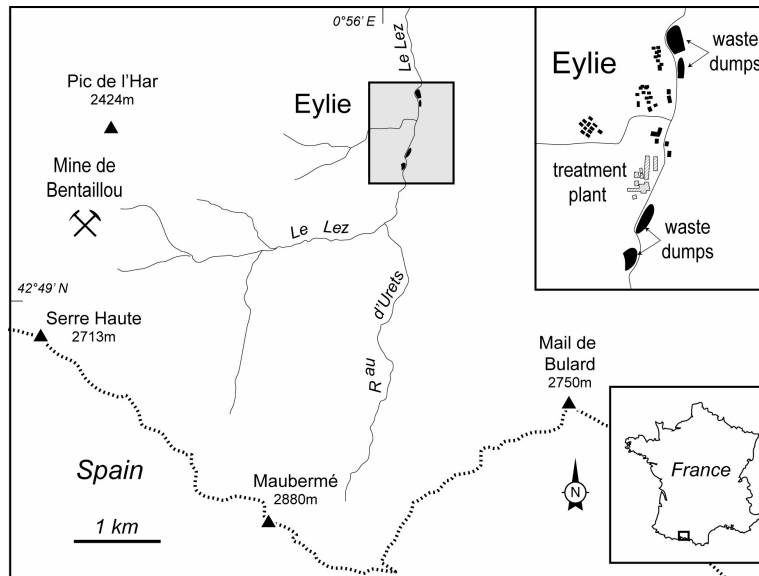 0°56' E
Le Lez
Pic de l'Har
2424m
Eylie
Mine de
Bentaillou
Le Lez
42°49' N
d'Urets
R au
Serre Haute
2713m
Mail de
Bulard
2750m
Spain
Maubermé
2880m
1 km
N
waste
dumps
Eylie
treatment
plant
waste
dumps
France